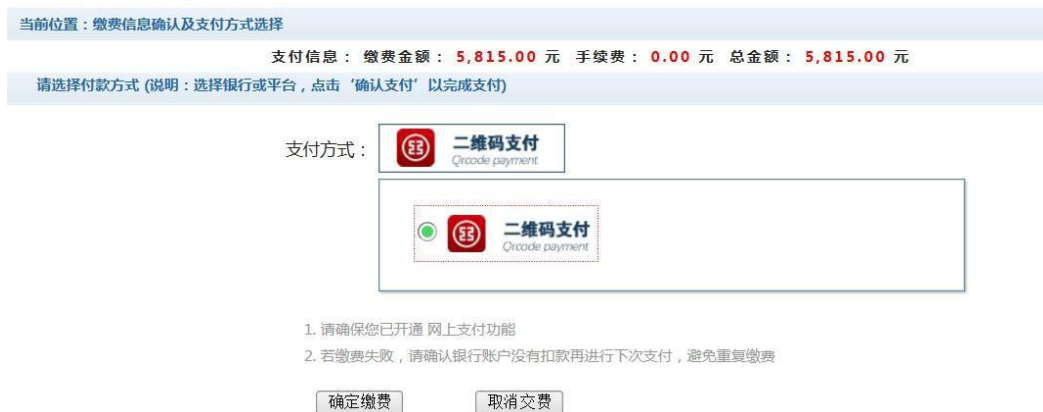 当前位置：缴费信息确认及支付方式选择
支付信息： 缴费金额： 5,815.00 元 手续费： 0.00 元 总金额： 5,815.00 元
请选择付款方式 (说明：选择银行或平台，点击‘确认支付’以完成支付)
支付方式： 二维码支付
Qrcode payment
二维码支付
Qrcode payment
1. 请确保您已开通 网上支付功能
2. 若缴费失败，请确认银行账户没有扣款再进行下次支付，避免重复缴费
确定缴费 取消交费